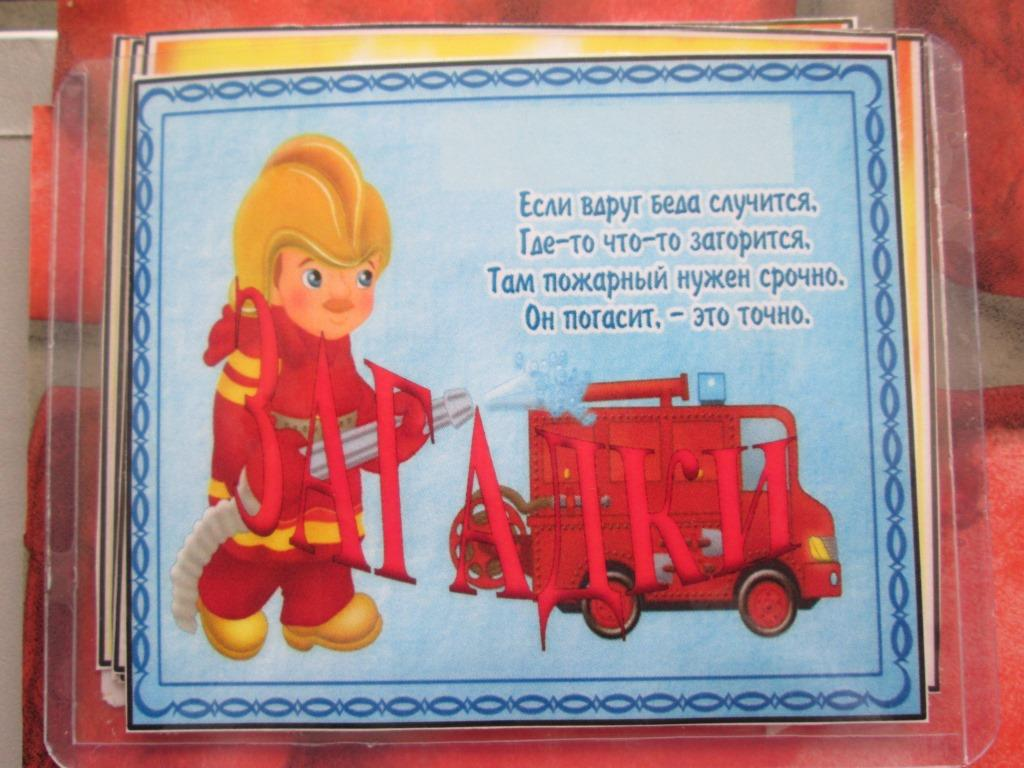 Если вдруг беда случится,
Где-то что-то загорится,
Там пожарный нужен срочно.
Он погасит, – это точно.
ЗАГАДКИ